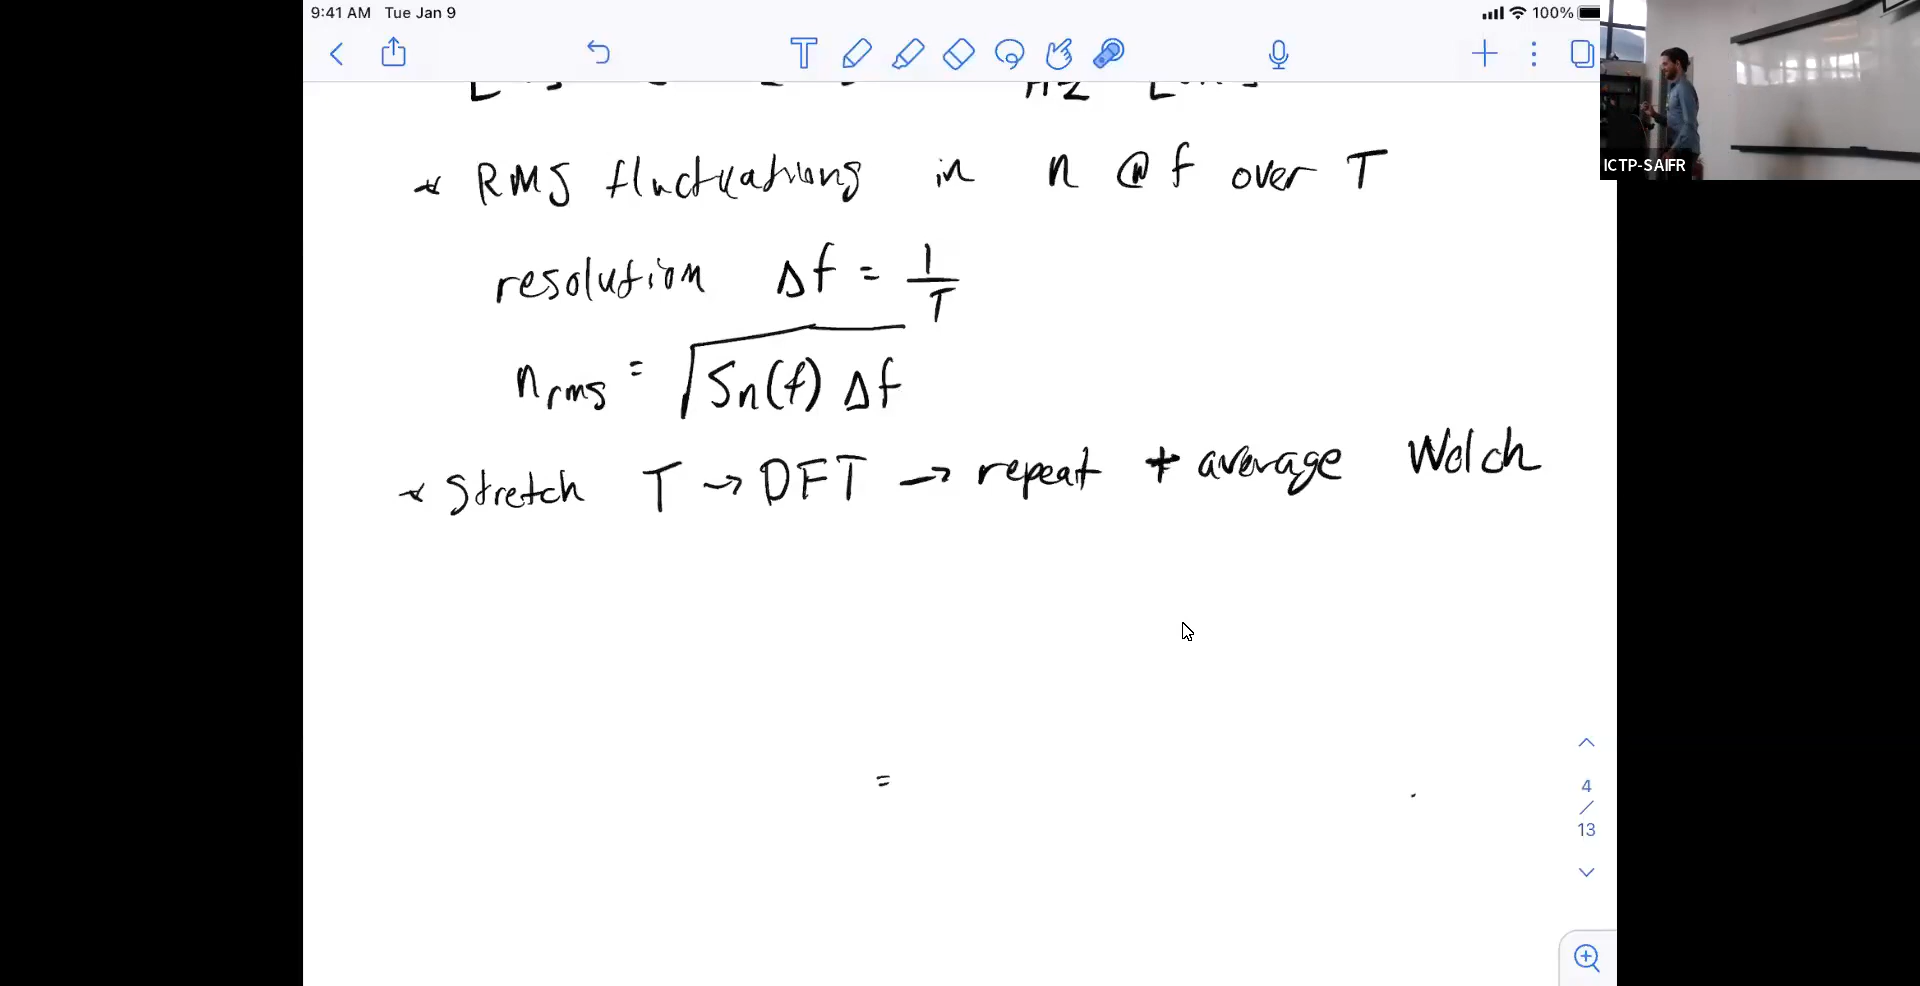 9:41 AM Tue Jan 9
100%
ICTP-SAIFR
* RMS fluctuations in n @ f over T
resolution Δf = 1/T
n_rms = √(Sn(f) Δf)
* Stretch T → DFT → repeat + average Welch
=
4
/
13